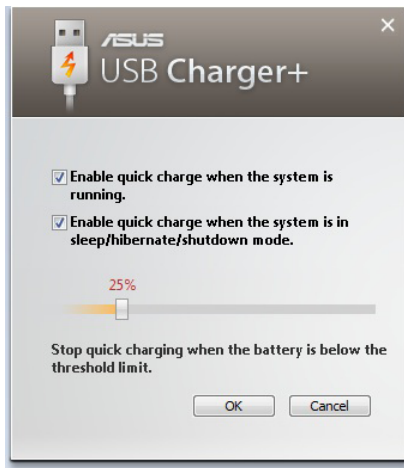 ASUS
USB Charger+
Enable quick charge when the system is
running.
Enable quick charge when the system is in
sleep/hibernate/shutdown mode.
25%
Stop quick charging when the battery is below the
threshold limit.
OK Cancel